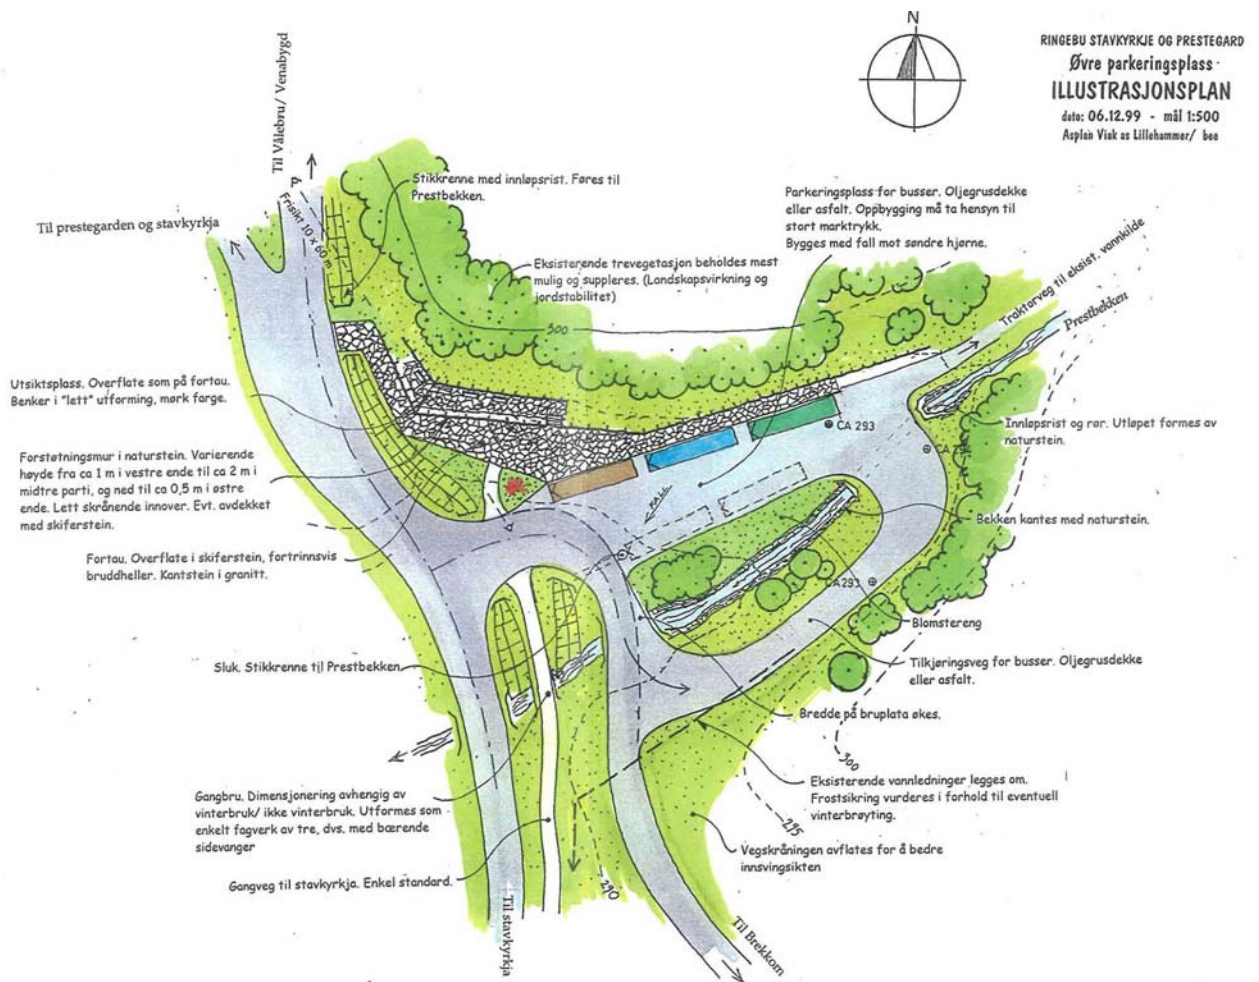 N
RINGEBU STAVKYRKJE OG PRESTEGARD
Øvre parkeringsplass
ILLUSTRASJONSPLAN
dato: 06.12.99 - mål 1:500
Asplan Viak as Lillehammer/ bee
Til Vålebru/ Venabygd
Til prestegarden og stavkyrkja
Frisikt 10 x 60 m
Stikkrenne med innløpsrist. Føres til
Prestbekken.
Eksisterende trevegetasjon beholdes mest
mulig og suppleres. (Landskapsvirkning og
jordstabilitet)
300
Parkeringsplass for busser. Oljegrusdekke
eller asfalt. Oppbygging må ta hensyn til
stort marktrykk.
Bygges med fall mot søndre hjørne.
Traktorveg til eksist. vannkilde
Prestbekken
Utsiktsplass. Overflate som på fortau.
Benker i "lett" utforming, mørk farge.
Forstøtningsmur i naturstein. Varierende
høyde fra ca 1 m i vestre ende til ca 2 m i
midtre parti, og ned til ca 0,5 m i østre
ende. Lett skrånende innover. Evt. avdekket
med skiferstein.
Fortau. Overflate i skiferstein, fortrinnsvis
bruddheller. Kantstein i granitt.
CA 293
Innløpsrist og rør. Utløpet formes av
naturstein.
FALL
Bekken kantes med naturstein.
CA293
Blomstereng
Sluk. Stikkrenne til Prestbekken
Tilkjøringsveg for busser. Oljegrusdekke
eller asfalt.
Bredde på bruplata økes.
300
Gangbru. Dimensjonering avhengig av
vinterbruk/ ikke vinterbruk. Utformes som
enkelt fagverk av tre, dvs. med bærende
sidevanger
Eksisterende vannledninger legges om.
Frostsikring vurderes i forhold til eventuell
vinterbrøyting.
295
Vegskråningen avflates for å bedre
innsvingsikten
Gangveg til stavkyrkja. Enkel standard.
290
Til stavkyrkja
Til Brekkom